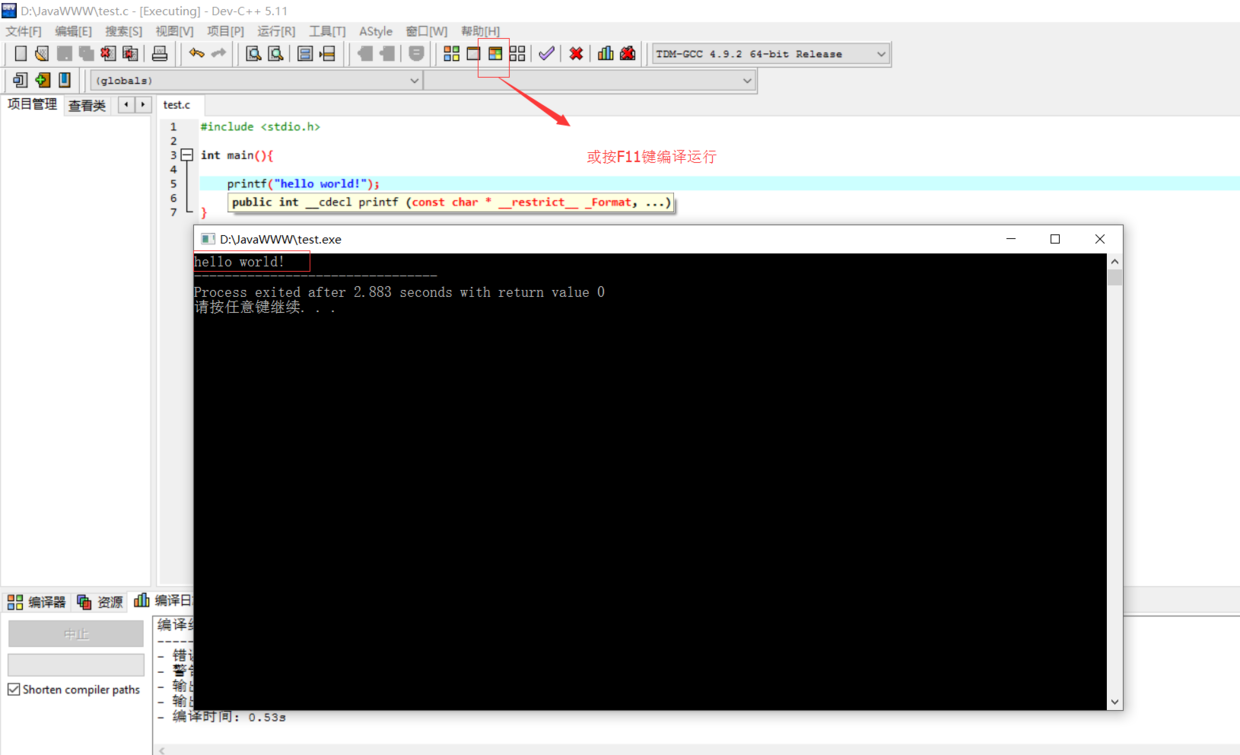 D:\JavaWWW\test.c - [Executing] - Dev-C++ 5.11
文件[F] 编辑[E] 搜索[S] 视图[V] 项目[P] 运行[R] 工具[T] AStyle 窗口[W] 帮助[H]
TDM-GCC 4.9.2 64-bit Release
(globals)
项目管理 查看类 test.c
1 #include <stdio.h>
2
3 int main(){
或按F11键编译运行
4
5 printf("hello world!");
6 public int __cdecl printf (const char * __restrict__ _Format, ...)
7 }
D:\JavaWWW\test.exe
hello world!
--------------------------------
Process exited after 2.883 seconds with return value 0
请按任意键继续. . .
编译器 资源 编译日
中止
编译
- 错
- 警告
- 输出
- 输出
Shorten compiler paths
- 编译时间: 0.53s